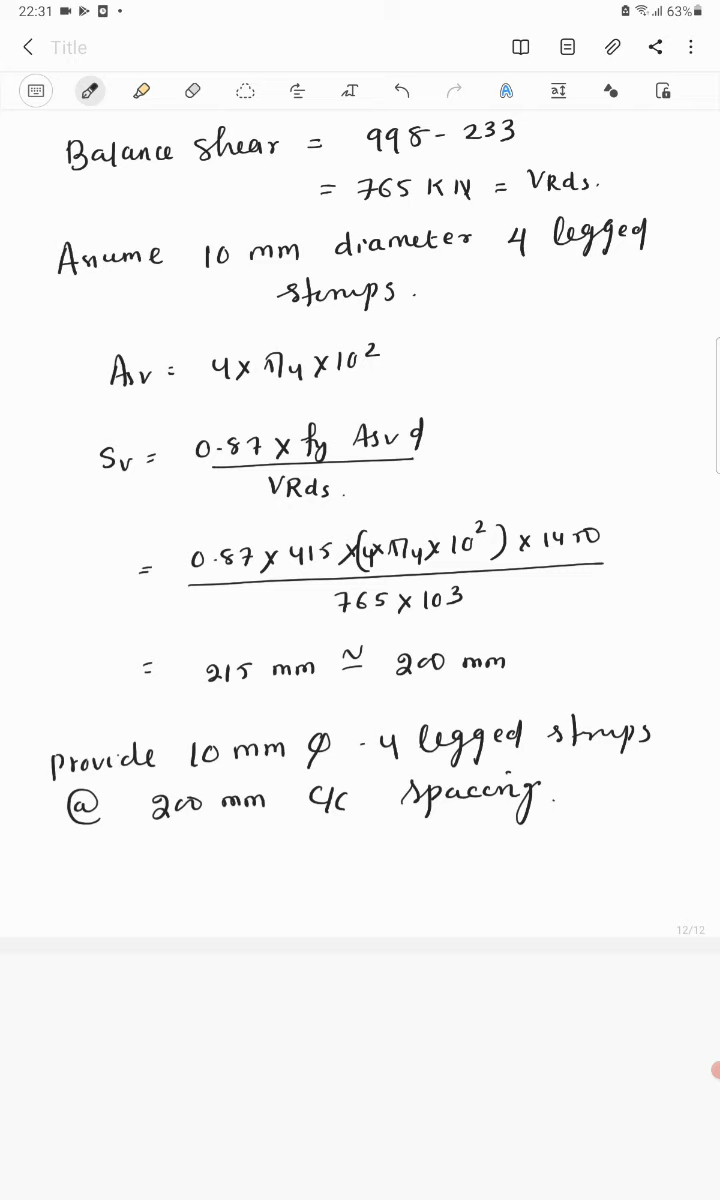 22:31 63%
Title
Balance shear = 998 - 233
= 765 KN = VRds.
Assume 10 mm diameter 4 legged
stirrups.
Asv = 4 x π/4 x 10²
Sv = 0.87 x fy Asv d
VRds.
= 0.87 x 415 x (4x π/4 x 10²) x 1450
765 x 103
= 215 mm ≃ 200 mm
provide 10 mm φ - 4 legged stirrups
@ 200 mm c/c spacing.
12/12